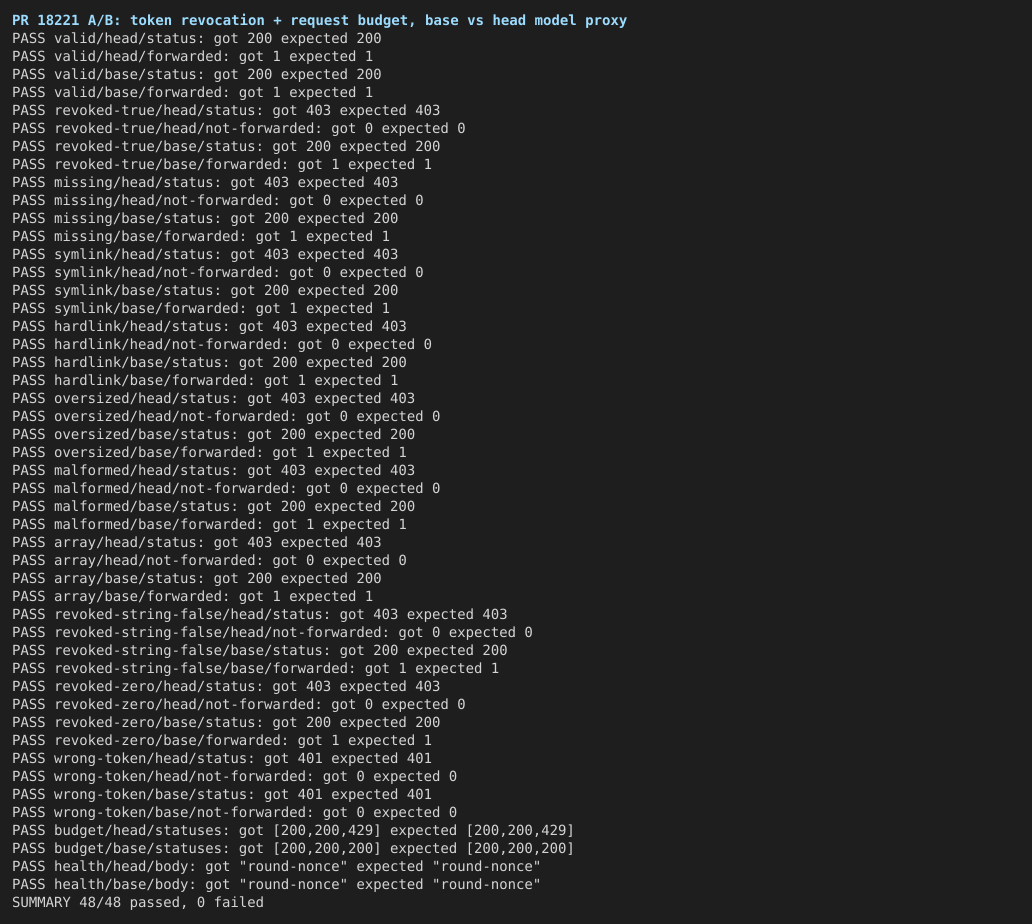 PR 18221 A/B: token revocation + request budget, base vs head model proxy
PASS valid/head/status: got 200 expected 200
PASS valid/head/forwarded: got 1 expected 1
PASS valid/base/status: got 200 expected 200
PASS valid/base/forwarded: got 1 expected 1
PASS revoked-true/head/status: got 403 expected 403
PASS revoked-true/head/not-forwarded: got 0 expected 0
PASS revoked-true/base/status: got 200 expected 200
PASS revoked-true/base/forwarded: got 1 expected 1
PASS missing/head/status: got 403 expected 403
PASS missing/head/not-forwarded: got 0 expected 0
PASS missing/base/status: got 200 expected 200
PASS missing/base/forwarded: got 1 expected 1
PASS symlink/head/status: got 403 expected 403
PASS symlink/head/not-forwarded: got 0 expected 0
PASS symlink/base/status: got 200 expected 200
PASS symlink/base/forwarded: got 1 expected 1
PASS hardlink/head/status: got 403 expected 403
PASS hardlink/head/not-forwarded: got 0 expected 0
PASS hardlink/base/status: got 200 expected 200
PASS hardlink/base/forwarded: got 1 expected 1
PASS oversized/head/status: got 403 expected 403
PASS oversized/head/not-forwarded: got 0 expected 0
PASS oversized/base/status: got 200 expected 200
PASS oversized/base/forwarded: got 1 expected 1
PASS malformed/head/status: got 403 expected 403
PASS malformed/head/not-forwarded: got 0 expected 0
PASS malformed/base/status: got 200 expected 200
PASS malformed/base/forwarded: got 1 expected 1
PASS array/head/status: got 403 expected 403
PASS array/head/not-forwarded: got 0 expected 0
PASS array/base/status: got 200 expected 200
PASS array/base/forwarded: got 1 expected 1
PASS revoked-string-false/head/status: got 403 expected 403
PASS revoked-string-false/head/not-forwarded: got 0 expected 0
PASS revoked-string-false/base/status: got 200 expected 200
PASS revoked-string-false/base/forwarded: got 1 expected 1
PASS revoked-zero/head/status: got 403 expected 403
PASS revoked-zero/head/not-forwarded: got 0 expected 0
PASS revoked-zero/base/status: got 200 expected 200
PASS revoked-zero/base/forwarded: got 1 expected 1
PASS wrong-token/head/status: got 401 expected 401
PASS wrong-token/head/not-forwarded: got 0 expected 0
PASS wrong-token/base/status: got 401 expected 401
PASS wrong-token/base/not-forwarded: got 0 expected 0
PASS budget/head/statuses: got [200,200,429] expected [200,200,429]
PASS budget/base/statuses: got [200,200,200] expected [200,200,200]
PASS health/head/body: got "round-nonce" expected "round-nonce"
PASS health/base/body: got "round-nonce" expected "round-nonce"
SUMMARY 48/48 passed, 0 failed